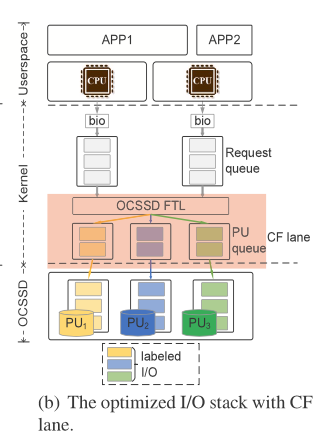 APP1 APP2
Userspace
CPU CPU
bio bio
Request
queue
Kernel
OCSSD FTL
PU
queue
CF lane
OCSSD
PU1 PU2 PU3
labeled
I/O
(b) The optimized I/O stack with CF
lane.